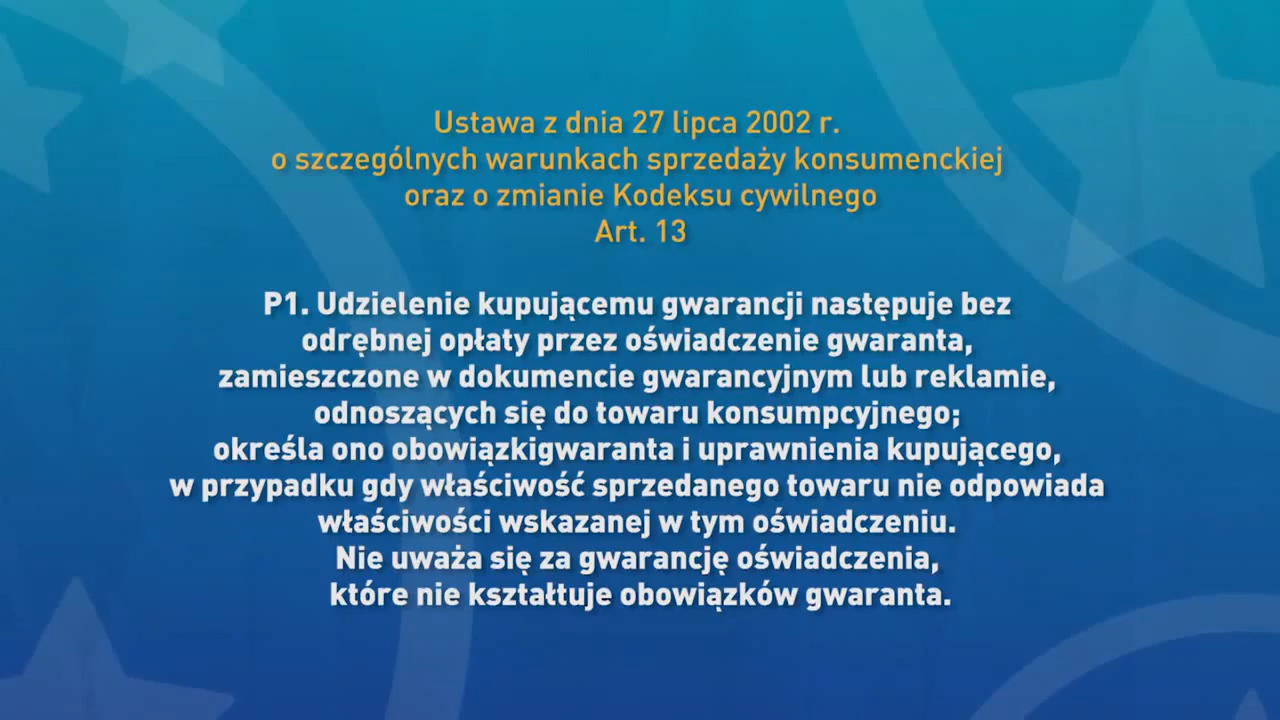 Ustawa z dnia 27 lipca 2002 r.
o szczególnych warunkach sprzedaży konsumenckiej
oraz o zmianie Kodeksu cywilnego
Art. 13
P1. Udzielenie kupującemu gwarancji następuje bez
odrębnej opłaty przez oświadczenie gwaranta,
zamieszczone w dokumencie gwarancyjnym lub reklamie,
odnoszących się do towaru konsumpcyjnego;
określa ono obowiązkigwaranta i uprawnienia kupującego,
w przypadku gdy właściwość sprzedanego towaru nie odpowiada
właściwości wskazanej w tym oświadczeniu.
Nie uważa się za gwarancję oświadczenia,
które nie kształtuje obowiązków gwaranta.